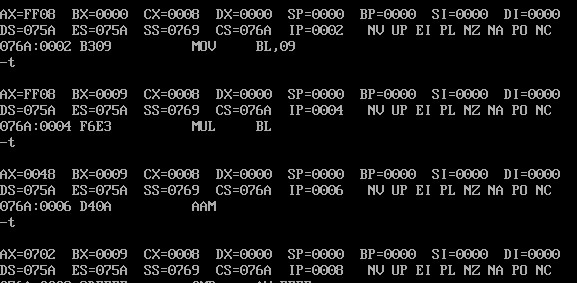 AX=FF08  BX=0000  CX=0008  DX=0000  SP=0000  BP=0000  SI=0000  DI=0000
DS=075A  ES=075A  SS=0769  CS=076A  IP=0002   NV UP EI PL NZ NA PO NC
076A:0002 B309          MOV     BL,09
-t
AX=FF08  BX=0009  CX=0008  DX=0000  SP=0000  BP=0000  SI=0000  DI=0000
DS=075A  ES=075A  SS=0769  CS=076A  IP=0004   NV UP EI PL NZ NA PO NC
076A:0004 F6E3          MUL     BL
-t
AX=0048  BX=0009  CX=0008  DX=0000  SP=0000  BP=0000  SI=0000  DI=0000
DS=075A  ES=075A  SS=0769  CS=076A  IP=0006   NV UP EI PL NZ NA PO NC
076A:0006 D40A          AAM
-t
AX=0702  BX=0009  CX=0008  DX=0000  SP=0000  BP=0000  SI=0000  DI=0000
DS=075A  ES=075A  SS=0769  CS=076A  IP=0008   NV UP EI PL NZ NA PO NC